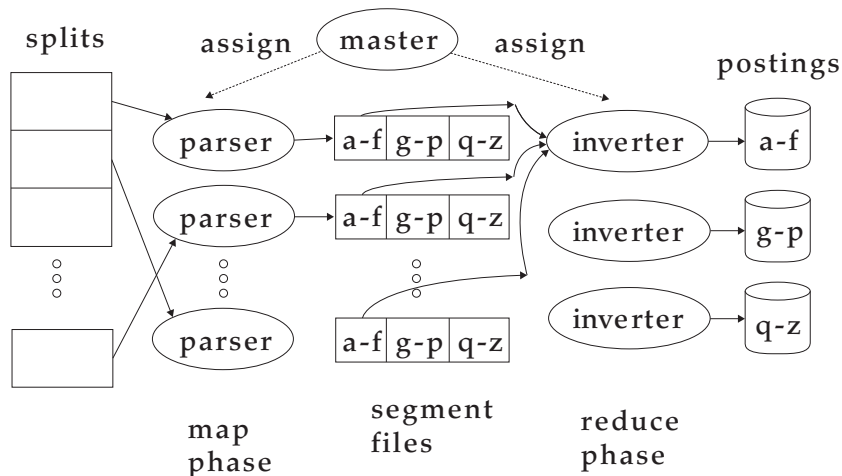 splits
assign
master
assign
postings
parser
a-f g-p q-z
inverter
a-f
parser
a-f g-p q-z
inverter
g-p
parser
a-f g-p q-z
inverter
q-z
map
phase
segment
files
reduce
phase